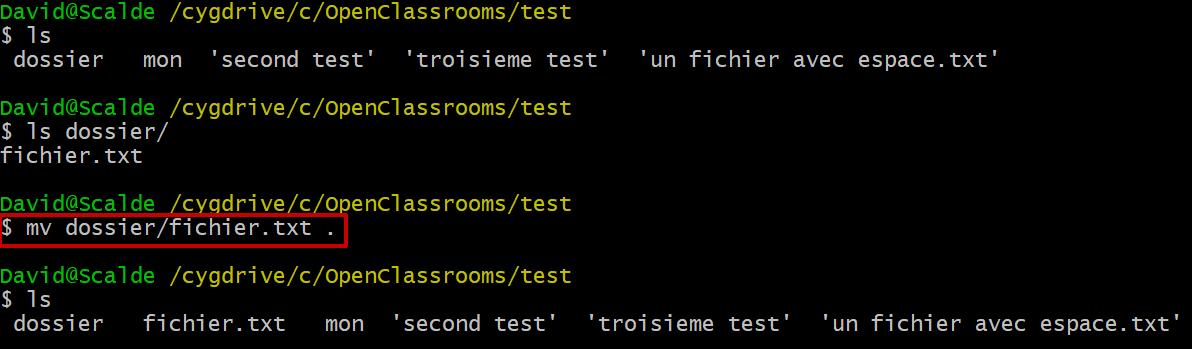 David@Scalde /cygdrive/c/OpenClassrooms/test
$ ls
dossier   mon  'second test'  'troisieme test'  'un fichier avec espace.txt'
David@Scalde /cygdrive/c/OpenClassrooms/test
$ ls dossier/
fichier.txt
David@Scalde /cygdrive/c/OpenClassrooms/test
$ mv dossier/fichier.txt .
David@Scalde /cygdrive/c/OpenClassrooms/test
$ ls
dossier   fichier.txt   mon  'second test'  'troisieme test'  'un fichier avec espace.txt'